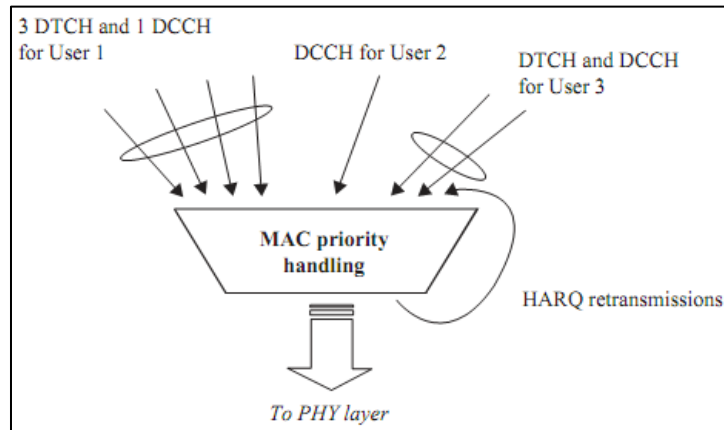 3 DTCH and 1 DCCH
for User 1
DCCH for User 2
DTCH and DCCH
for User 3
MAC priority
handling
HARQ retransmissions
To PHY layer